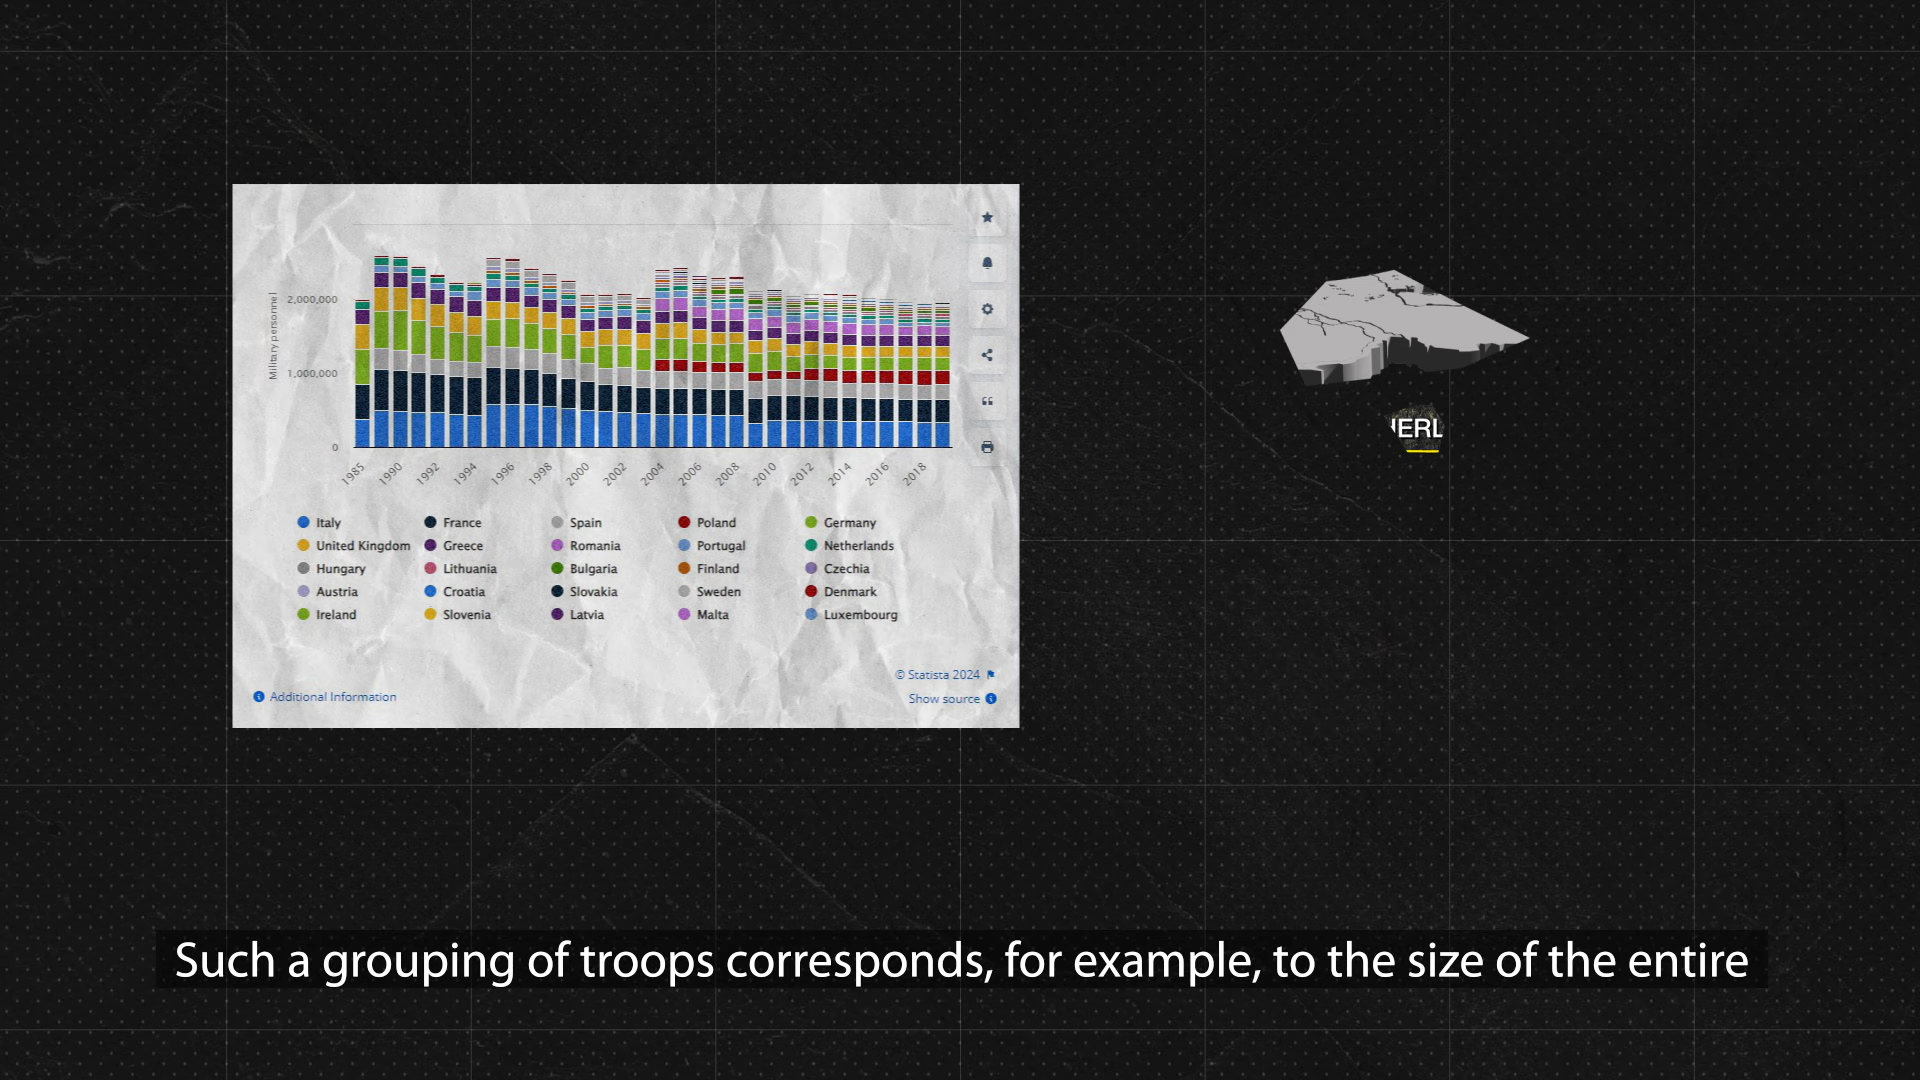 Military personnel
2,000,000
1,000,000
0
1985 1990 1992 1994 1996 1998 2000 2002 2004 2006 2008 2010 2012 2014 2016 2018
Italy France Spain Poland Germany
United Kingdom Greece Romania Portugal Netherlands
Hungary Lithuania Bulgaria Finland Czechia
Austria Croatia Slovakia Sweden Denmark
Ireland Slovenia Latvia Malta Luxembourg
© Statista 2024
Additional Information
Show source
ERL
Such a grouping of troops corresponds, for example, to the size of the entire